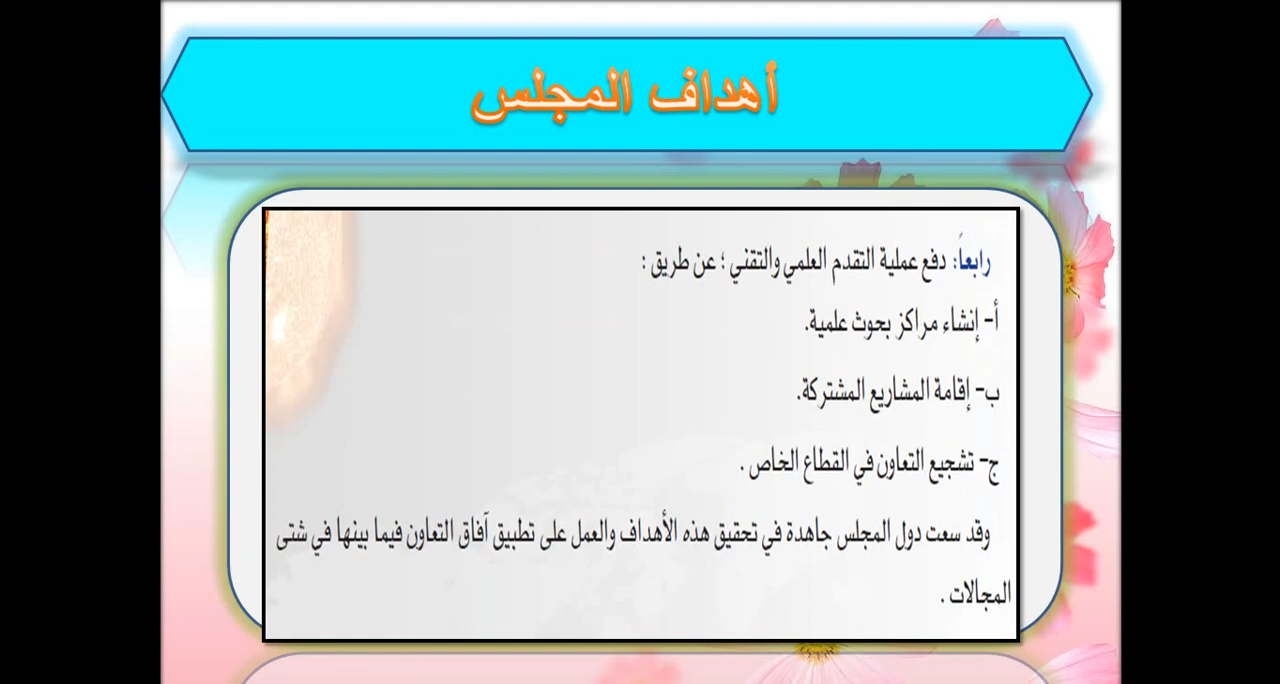 أهداف المجلس
رابعاً: دفع عملية التقدم العلمي والتقني ؛ عن طريق :
أ- إنشاء مراكز بحوث علمية.
ب- إقامة المشاريع المشتركة.
ج- تشجيع التعاون في القطاع الخاص .
وقد سعت دول المجلس جاهدة في تحقيق هذه الأهداف والعمل على تطبيق آفاق التعاون فيما بينها في شتى
المجالات .